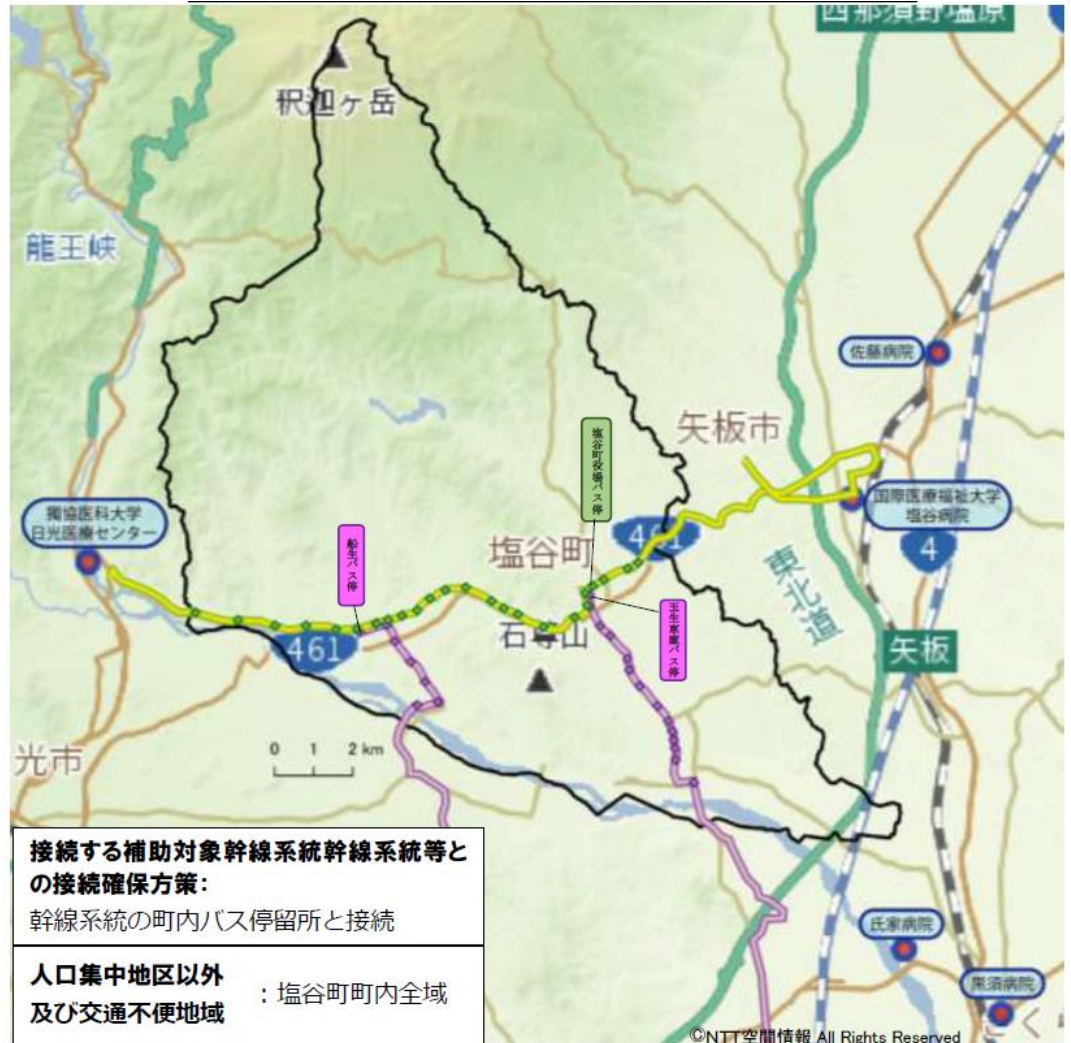 西那須野塩原
釈迦ヶ岳
龍王峡
佐藤病院
矢板市
塩谷町役場バス停
国際医療福祉大学
塩谷病院
獨協医科大学
日光医療センター
船生バス停
塩谷町
461
4
東北道
玉生車庫バス停
石尊山
461
矢板
0 1 2 km
光市
接続する補助対象幹線系統幹線系統等と
の接続確保方策:
幹線系統の町内バス停留所と接続
氏家病院
人口集中地区以外
及び交通不便地域
:塩谷町町内全域
黒須病院
さくら
©NTT空間情報 All Rights Reserved